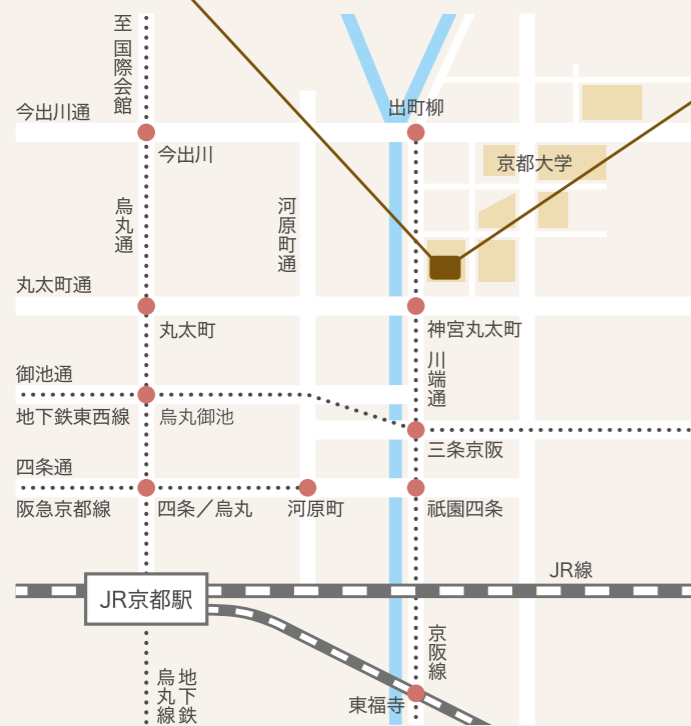 至 国際会館
今出川通
出町柳
今出川
京都大学
烏丸通
河原町通
丸太町通
丸太町
神宮丸太町
川端通
御池通
地下鉄東西線
烏丸御池
三条京阪
四条通
阪急京都線
四条／烏丸
河原町
祇園四条
JR線
JR京都駅
京阪線
地下鉄
烏丸線
東福寺